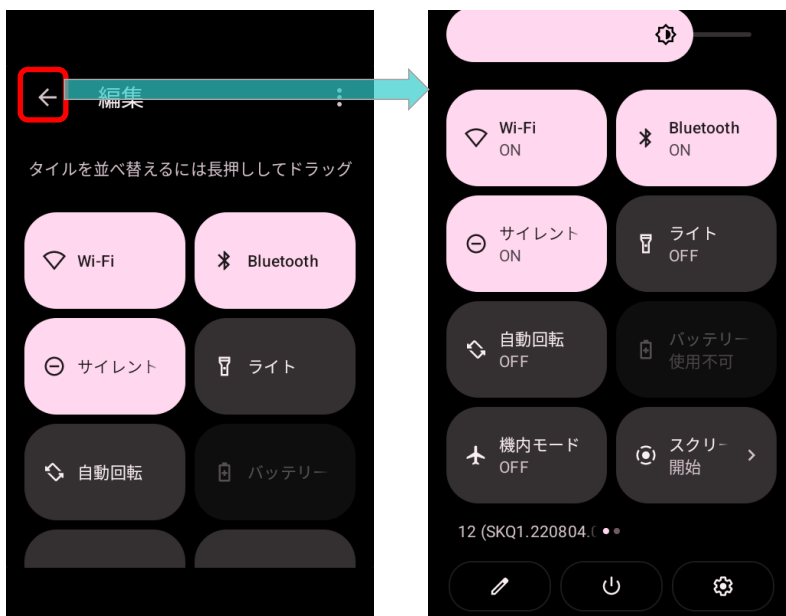 編集
タイルを並べ替えるには長押ししてドラッグ
Wi-Fi
Bluetooth
サイレント
ライト
自動回転
バッテリー
Wi-Fi
ON
Bluetooth
ON
サイレント
ON
ライト
OFF
自動回転
OFF
バッテリー
使用不可
機内モード
OFF
スクリー
開始
12 (SKQ1.220804.